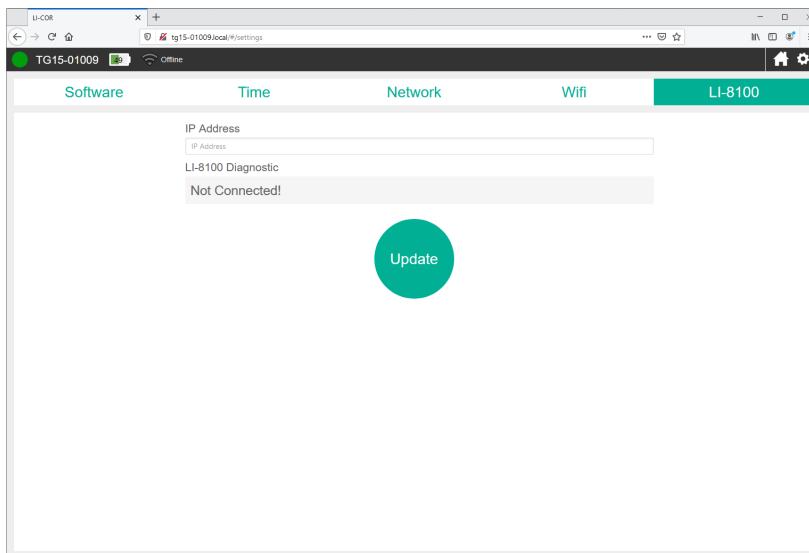 LI-COR
tg15-01009.local/#/settings
TG15-01009 49 Offline
Software Time Network Wifi LI-8100
IP Address
IP Address
LI-8100 Diagnostic
Not Connected!
Update